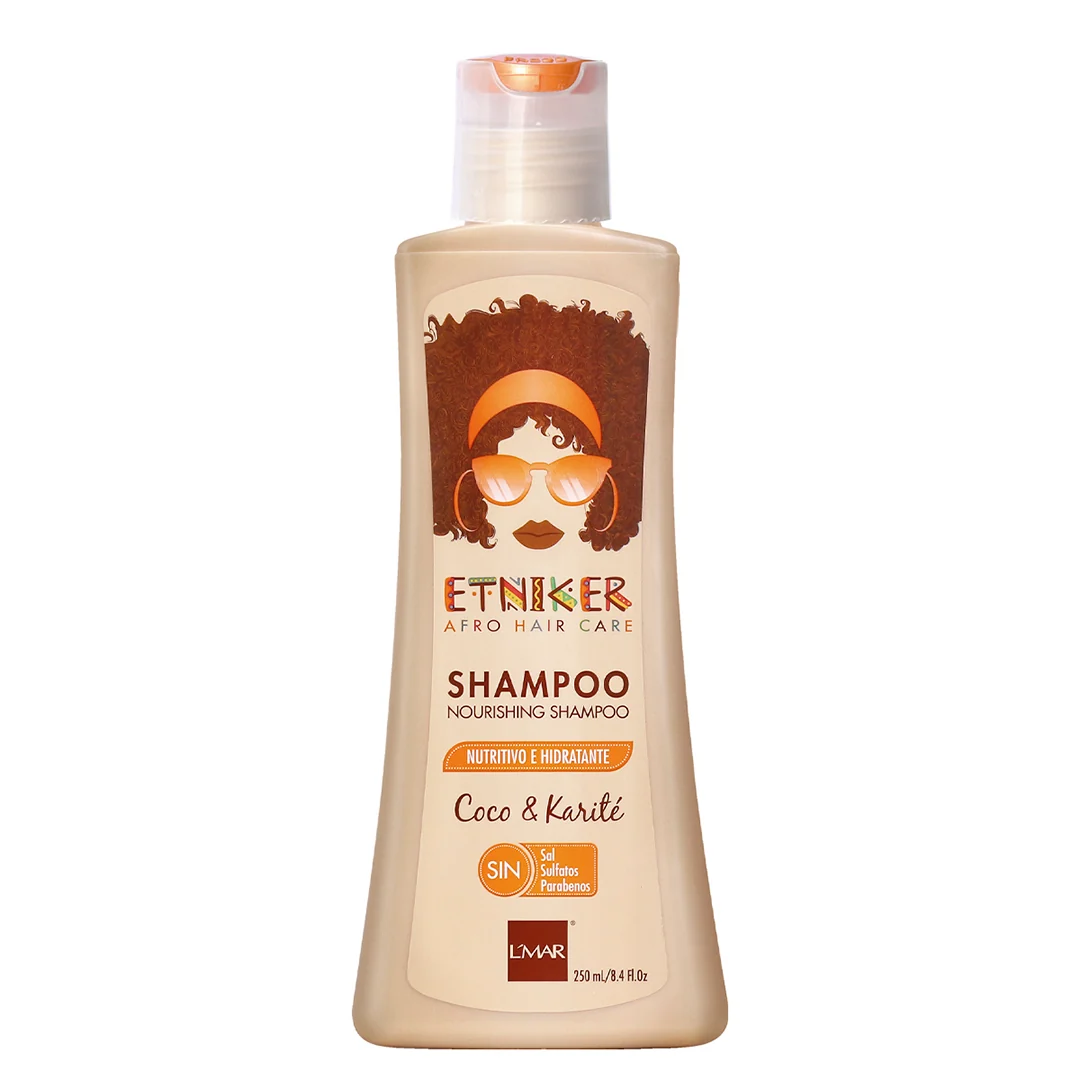 PRESS
ETNIKER
AFRO HAIR CARE
SHAMPOO
NOURISHING SHAMPOO
NUTRITIVO E HIDRATANTE
Coco & Karité
SIN
Sal
Sulfatos
Parabenos
L'MAR®
250 mL/8.4 Fl.Oz